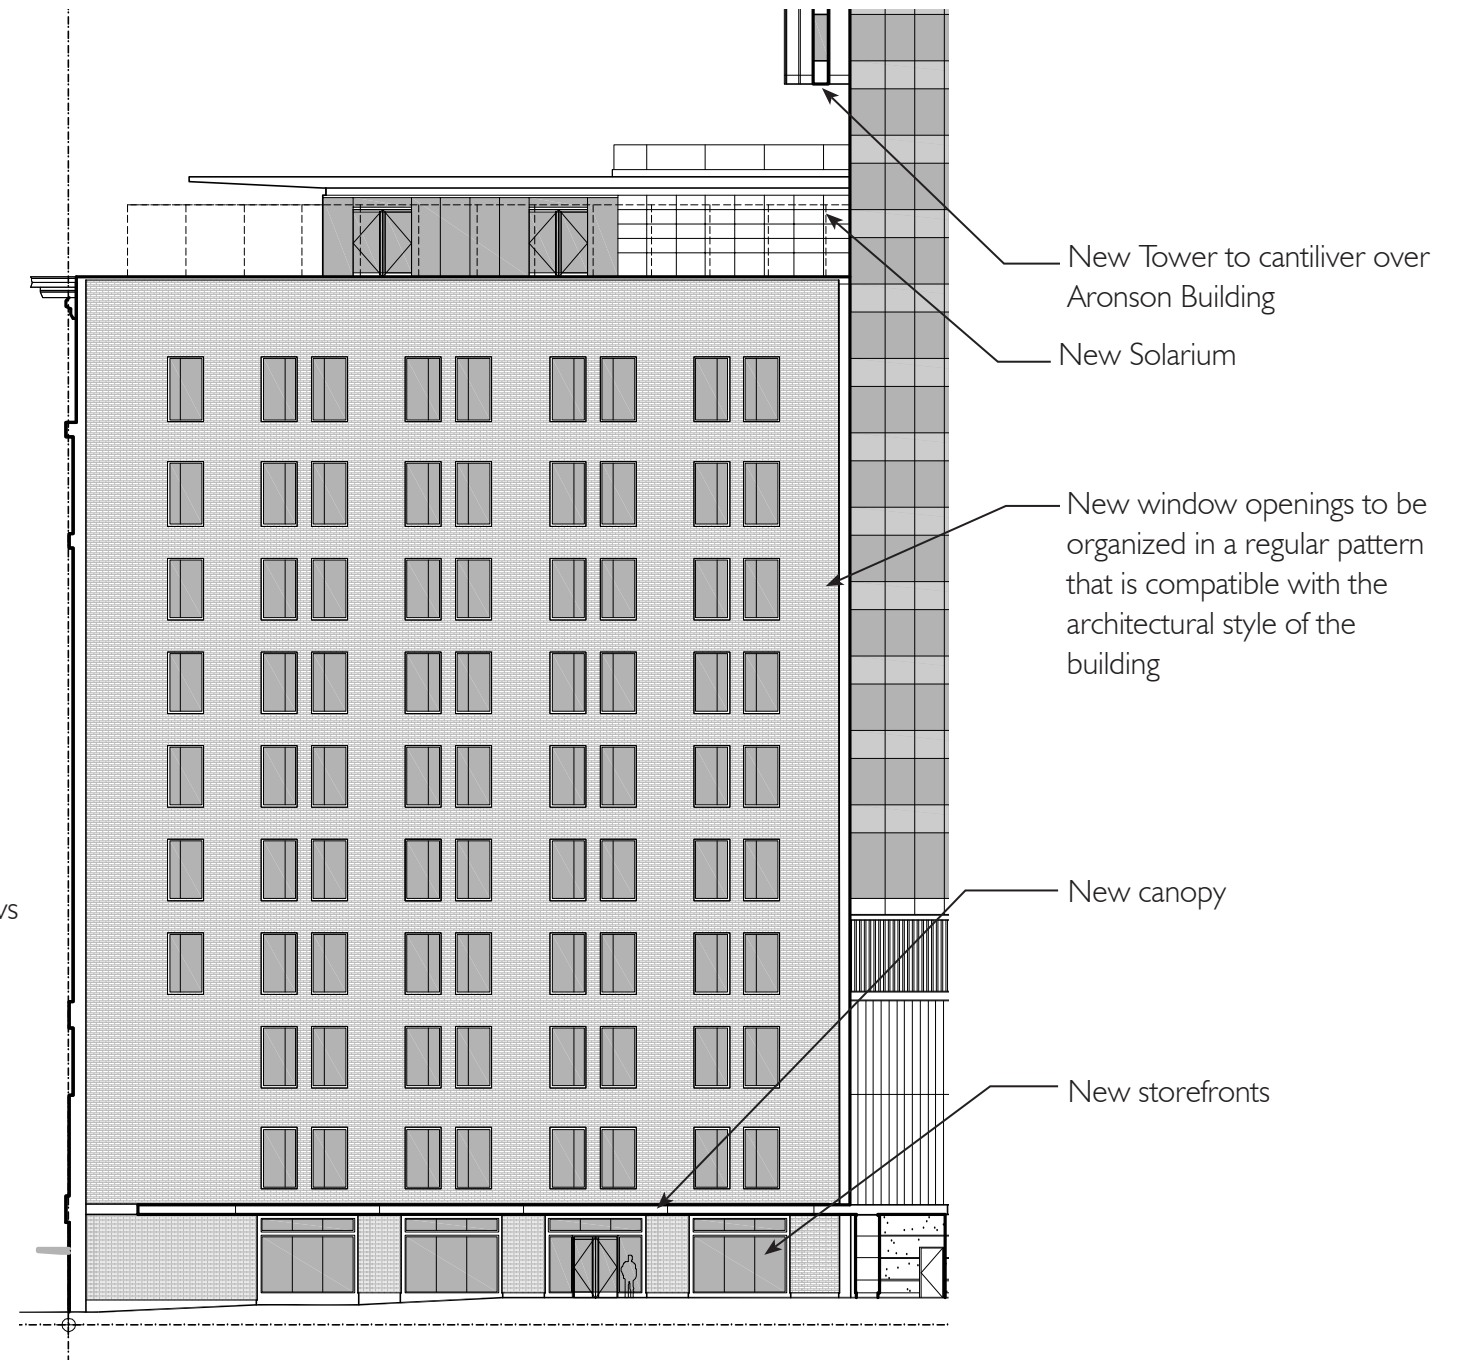 New Tower to cantiliver over
Aronson Building
New Solarium
New window openings to be
organized in a regular pattern
that is compatible with the
architectural style of the
building
vs
New canopy
New storefronts